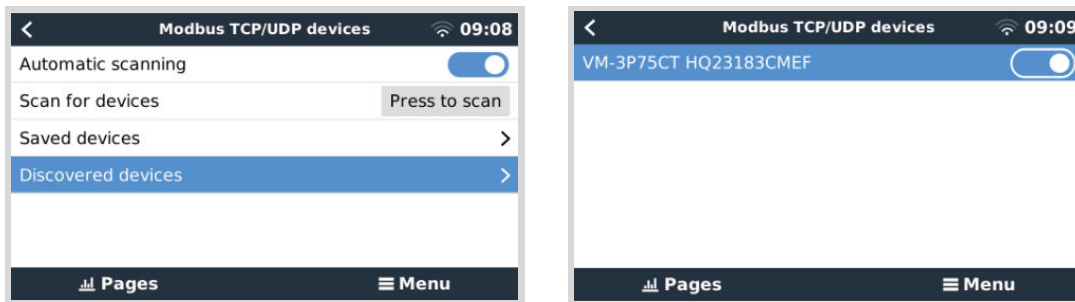 Modbus TCP/UDP devices 09:08
Automatic scanning
Scan for devices Press to scan
Saved devices
Discovered devices
Pages Menu
Modbus TCP/UDP devices 09:09
VM-3P75CT HQ23183CMEF
Pages Menu